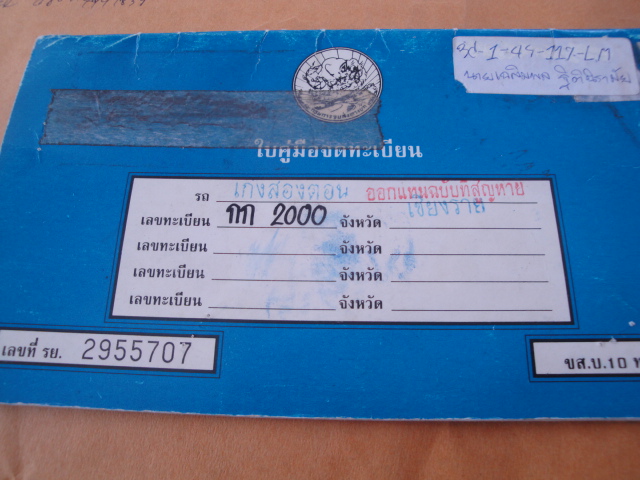 1-44-117-LM
ใบคู่มือจดทะเบียน
รถ เก๋งสองตอน ออกแทนฉบับที่สูญหาย
เลขทะเบียน กก 2000 จังหวัด เชียงราย
เลขทะเบียน จังหวัด
เลขทะเบียน จังหวัด
เลขทะเบียน จังหวัด
เลขที่ รย. 2955707
ขส.บ.10